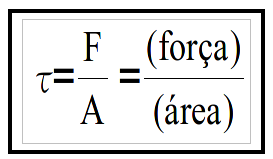 τ = F/A = (força)/(área)